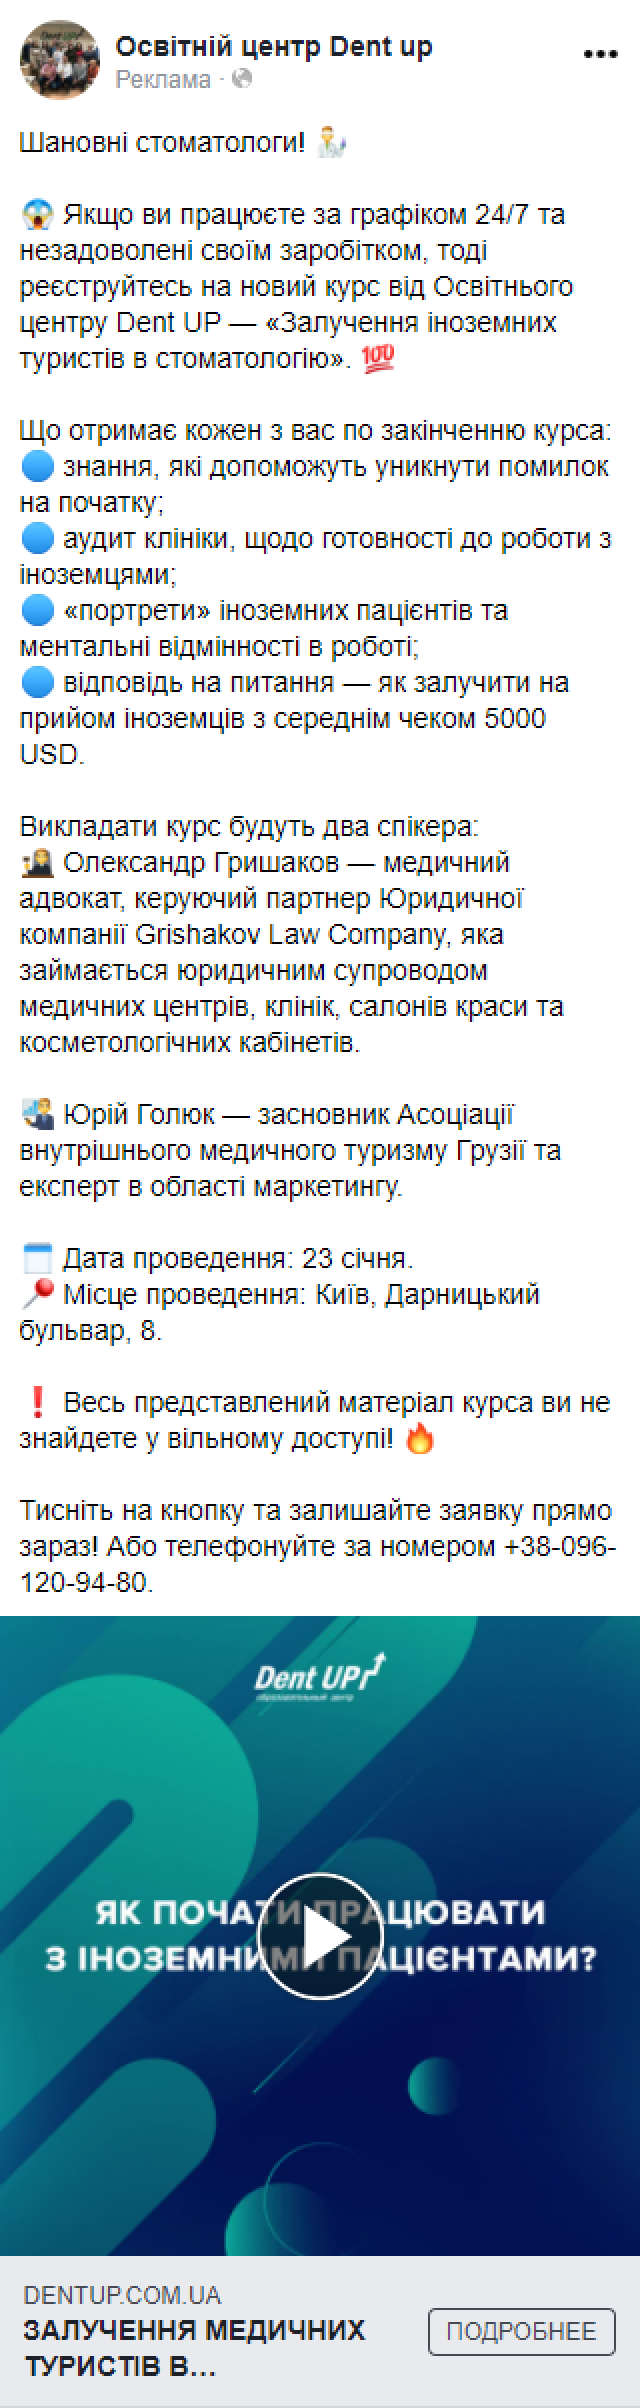 Освітній центр Dent up
Реклама ·
Шановні стоматологи!
Якщо ви працюєте за графіком 24/7 та
незадоволені своїм заробітком, тоді
реєструйтесь на новий курс від Освітнього
центру Dent UP — «Залучення іноземних
туристів в стоматологію». 💯
Що отримає кожен з вас по закінченню курса:
знання, які допоможуть уникнути помилок
на початку;
аудит клініки, щодо готовності до роботи з
іноземцями;
«портрети» іноземних пацієнтів та
ментальні відмінності в роботі;
відповідь на питання — як залучити на
прийом іноземців з середнім чеком 5000
USD.
Викладати курс будуть два спікера:
Олександр Гришаков — медичний
адвокат, керуючий партнер Юридичної
компанії Grishakov Law Company, яка
займається юридичним супроводом
медичних центрів, клінік, салонів краси та
косметологічних кабінетів.
Юрій Голюк — засновник Асоціації
внутрішнього медичного туризму Грузії та
експерт в області маркетингу.
Дата проведення: 23 січня.
Місце проведення: Київ, Дарницький
бульвар, 8.
❗ Весь представлений матеріал курса ви не
знайдете у вільному доступі!
Тисніть на кнопку та залишайте заявку прямо
зараз! Або телефонуйте за номером +38-096-
120-94-80.
Dent UP
образовательный центр
ЯК ПОЧАТИ ПРАЦЮВАТИ
З ІНОЗЕМНИМИ ПАЦІЄНТАМИ?
DENTUP.COM.UA
ЗАЛУЧЕННЯ МЕДИЧНИХ
ТУРИСТІВ В...
ПОДРОБНЕЕ